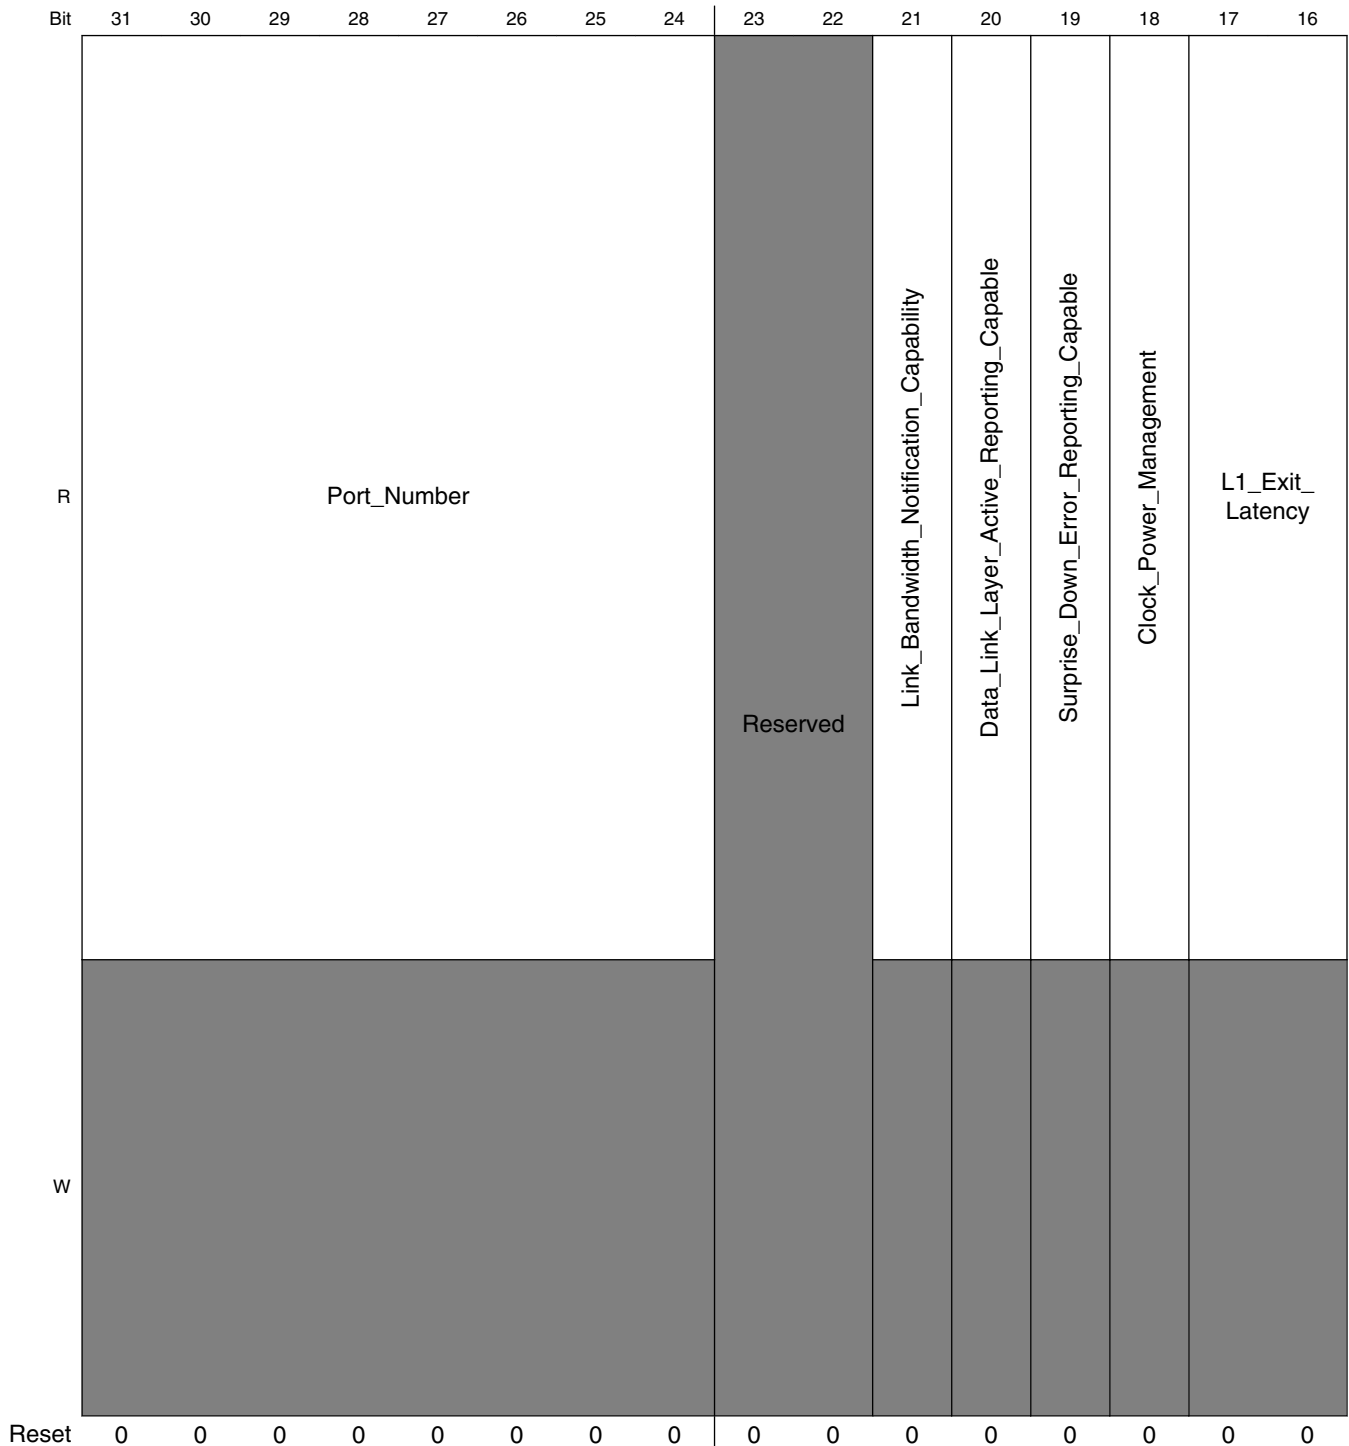 Bit 31 30 29 28 27 26 25 24 23 22 21 20 19 18 17 16
R
Port_Number
Reserved
Link_Bandwidth_Notification_Capability
Data_Link_Layer_Active_Reporting_Capable
Surprise_Down_Error_Reporting_Capable
Clock_Power_Management
L1_Exit_
Latency
W
Reset 0 0 0 0 0 0 0 0 0 0 0 0 0 0 0 0